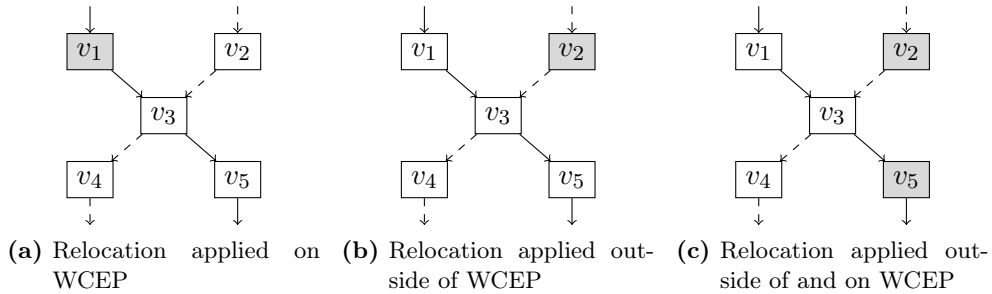 v1 v2 v1 v2 v1 v2
v3 v3 v3
v4 v5 v4 v5 v4 v5
(a) Relocation applied on (b) Relocation applied out- (c) Relocation applied out-
WCEP side of WCEP side of and on WCEP